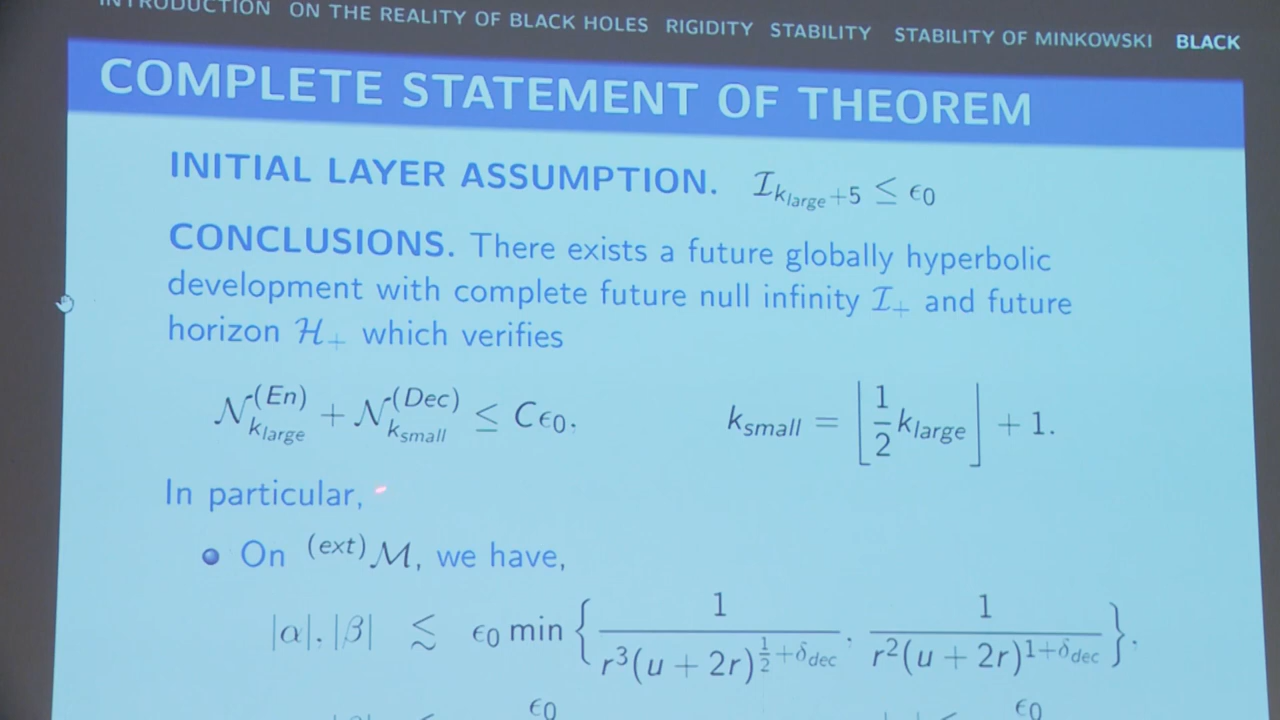 INTRODUCTION ON THE REALITY OF BLACK HOLES RIGIDITY STABILITY STABILITY OF MINKOWSKI BLACK
COMPLETE STATEMENT OF THEOREM
INITIAL LAYER ASSUMPTION. $\mathcal{I}_{k_{large}+5} \leq \epsilon_0$
CONCLUSIONS. There exists a future globally hyperbolic
development with complete future null infinity $\mathcal{I}_+$ and future
horizon $\mathcal{H}_+$ which verifies
$\mathcal{N}^{(En)}_{k_{large}} + \mathcal{N}^{(Dec)}_{k_{small}} \leq C\epsilon_0, \quad k_{small} = \left\lfloor \frac{1}{2} k_{large} \right\rfloor + 1.$
In particular,
On $^{(ext)}\mathcal{M}$, we have,
$|\alpha|, |\beta| \lesssim \epsilon_0 \min \left\{ \frac{1}{r^3(u+2r)^{\frac{1}{2}+\delta_{dec}}}, \frac{1}{r^2(u+2r)^{1+\delta_{dec}}} \right\},$
$\epsilon_0 \quad \epsilon_0$